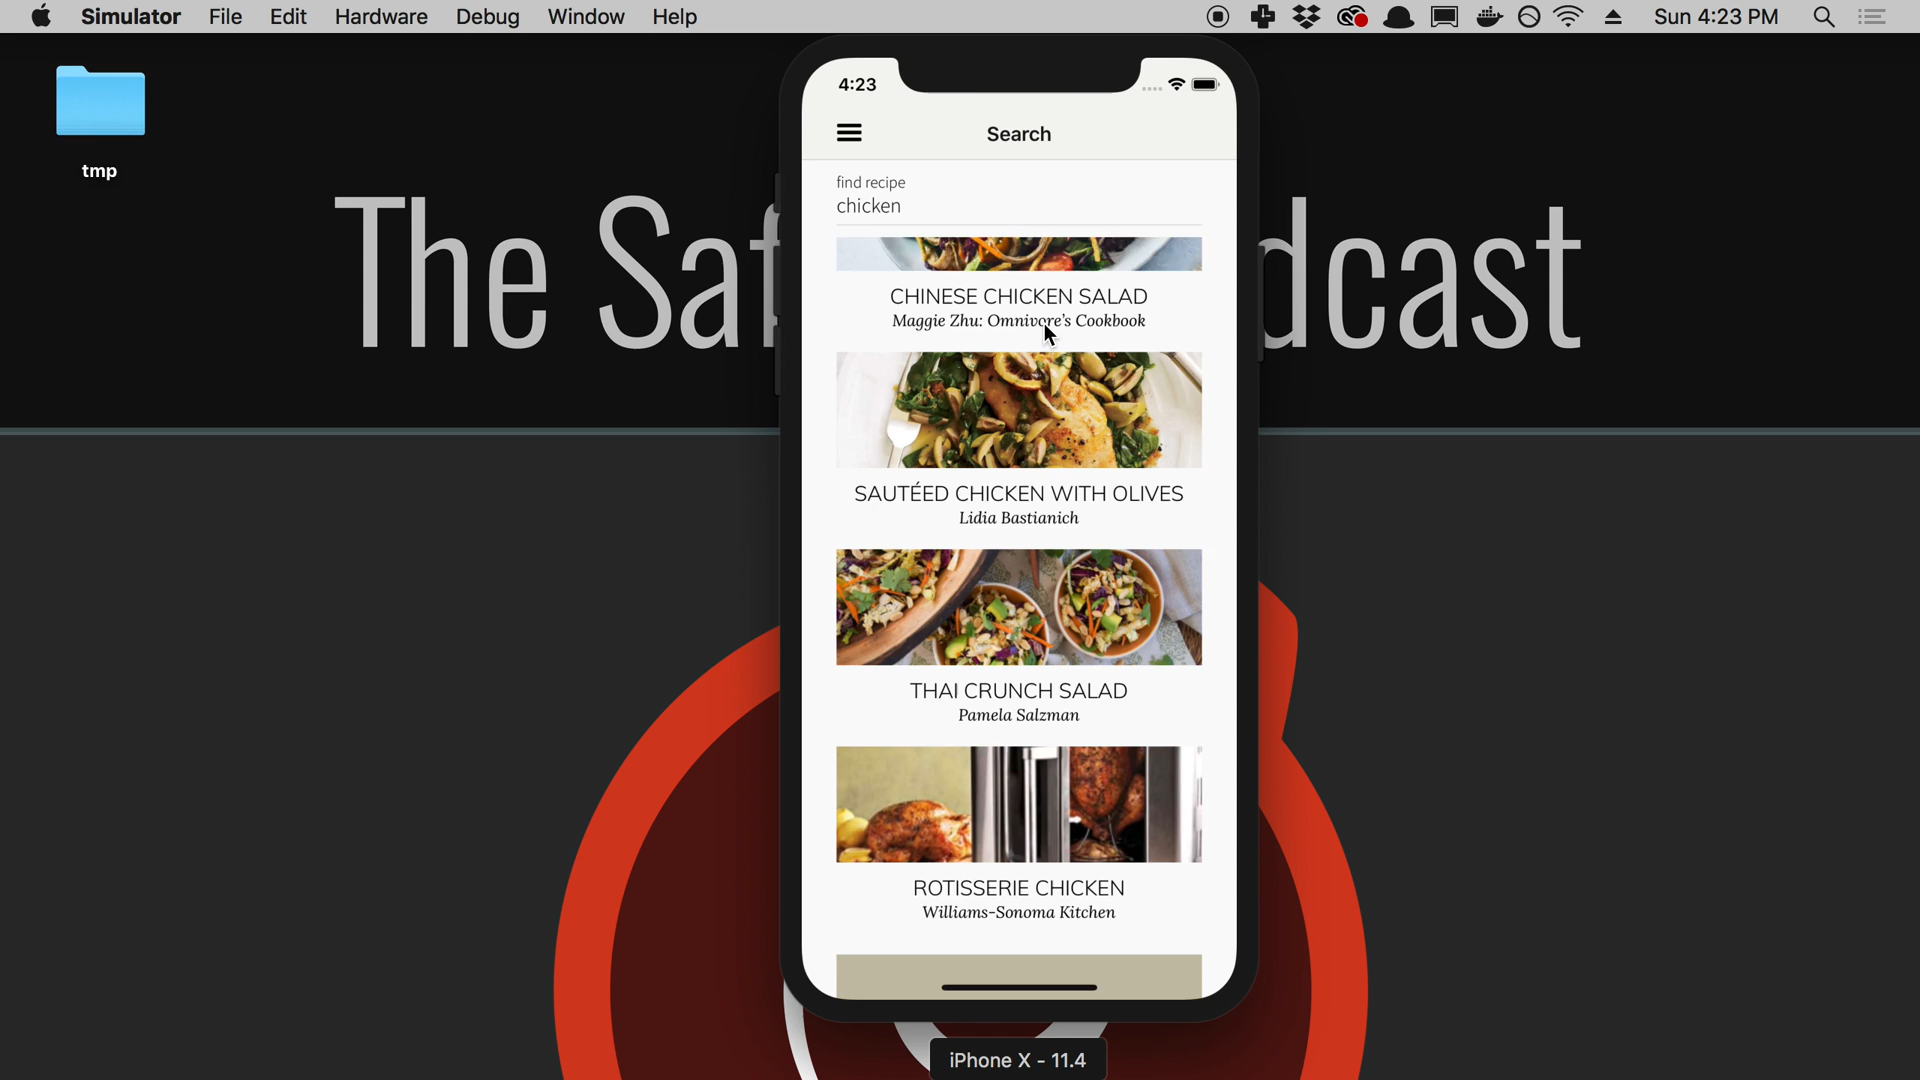 Simulator File Edit Hardware Debug Window Help Sun 4:23 PM
tmp
The Saf dcast
4:23
Search
find recipe
chicken
CHINESE CHICKEN SALAD
Maggie Zhu: Omnivore's Cookbook
SAUTÉED CHICKEN WITH OLIVES
Lidia Bastianich
THAI CRUNCH SALAD
Pamela Salzman
ROTISSERIE CHICKEN
Williams-Sonoma Kitchen
iPhone X - 11.4